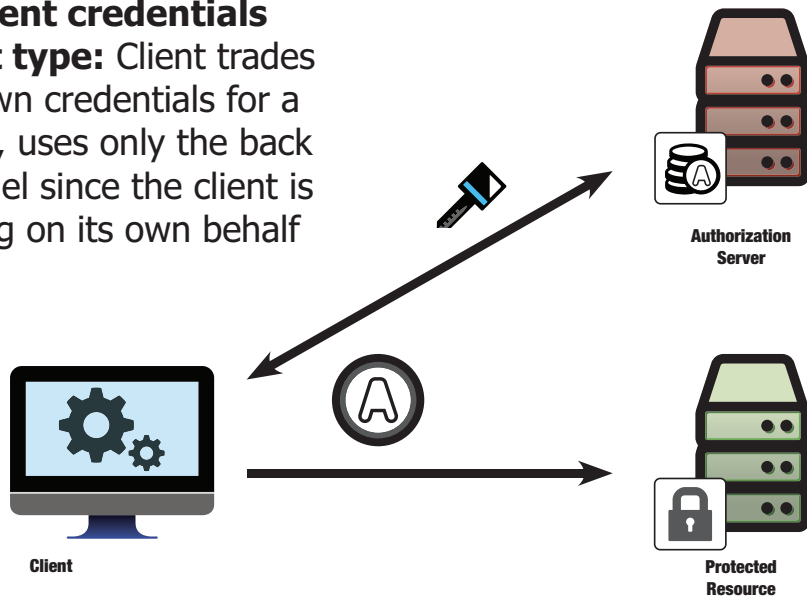 ent credentials
t type: Client trades
wn credentials for a
, uses only the back
el since the client is
g on its own behalf
A
Authorization
Server
A
Client
Protected
Resource